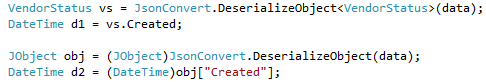 VendorStatus vs = JsonConvert.DeserializeObject<VendorStatus>(data);
DateTime d1 = vs.Created;
JObject obj = (JObject)JsonConvert.DeserializeObject(data);
DateTime d2 = (DateTime)obj["Created"];